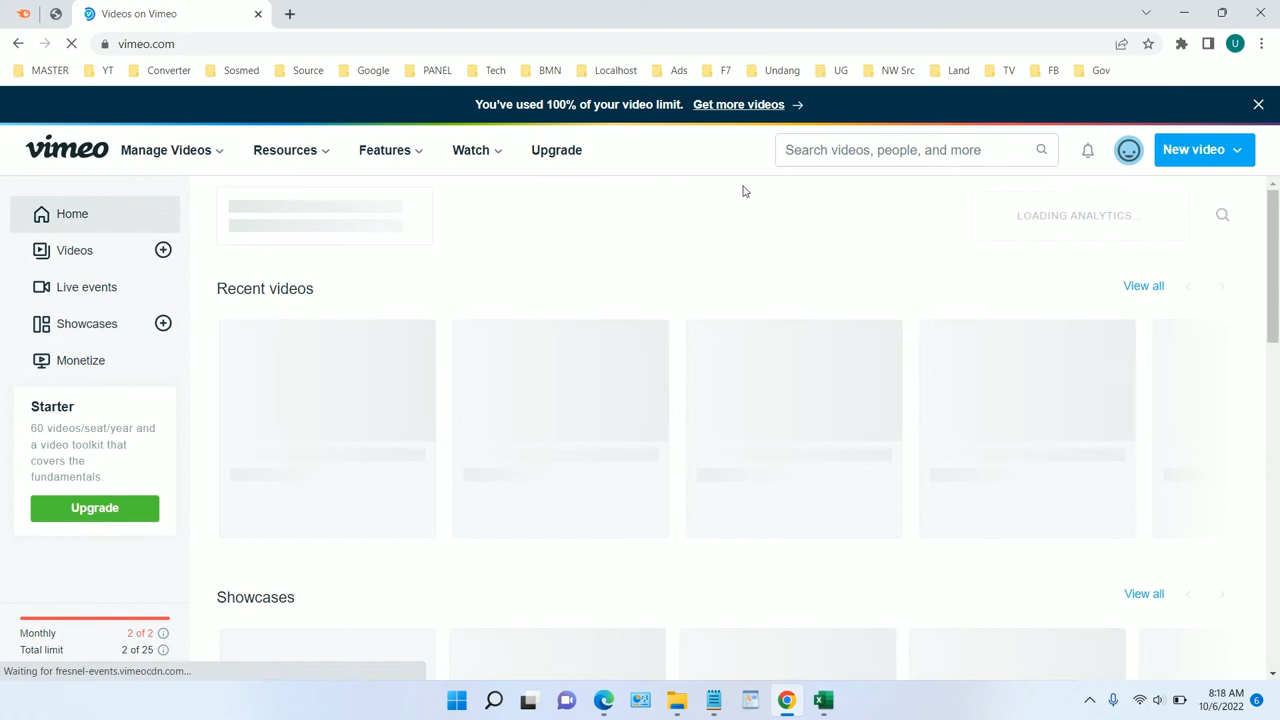 Videos on Vimeo
vimeo.com
MASTER YT Converter Sosmed Source Google PANEL Tech BMN Localhost Ads F7 Undang UG NW Src Land TV FB Gov
You've used 100% of your video limit. Get more videos →
vimeo Manage Videos Resources Features Watch Upgrade Search videos, people, and more New video
Home
Videos
Live events
Showcases
Monetize
Starter
60 videos/seat/year and
a video toolkit that
covers the
fundamentals.
Upgrade
Monthly 2 of 2
Total limit 2 of 25
LOADING ANALYTICS...
Recent videos View all
Showcases View all
Waiting for fresnel-events.vimeocdn.com...
U
8:18 AM
10/6/2022 6